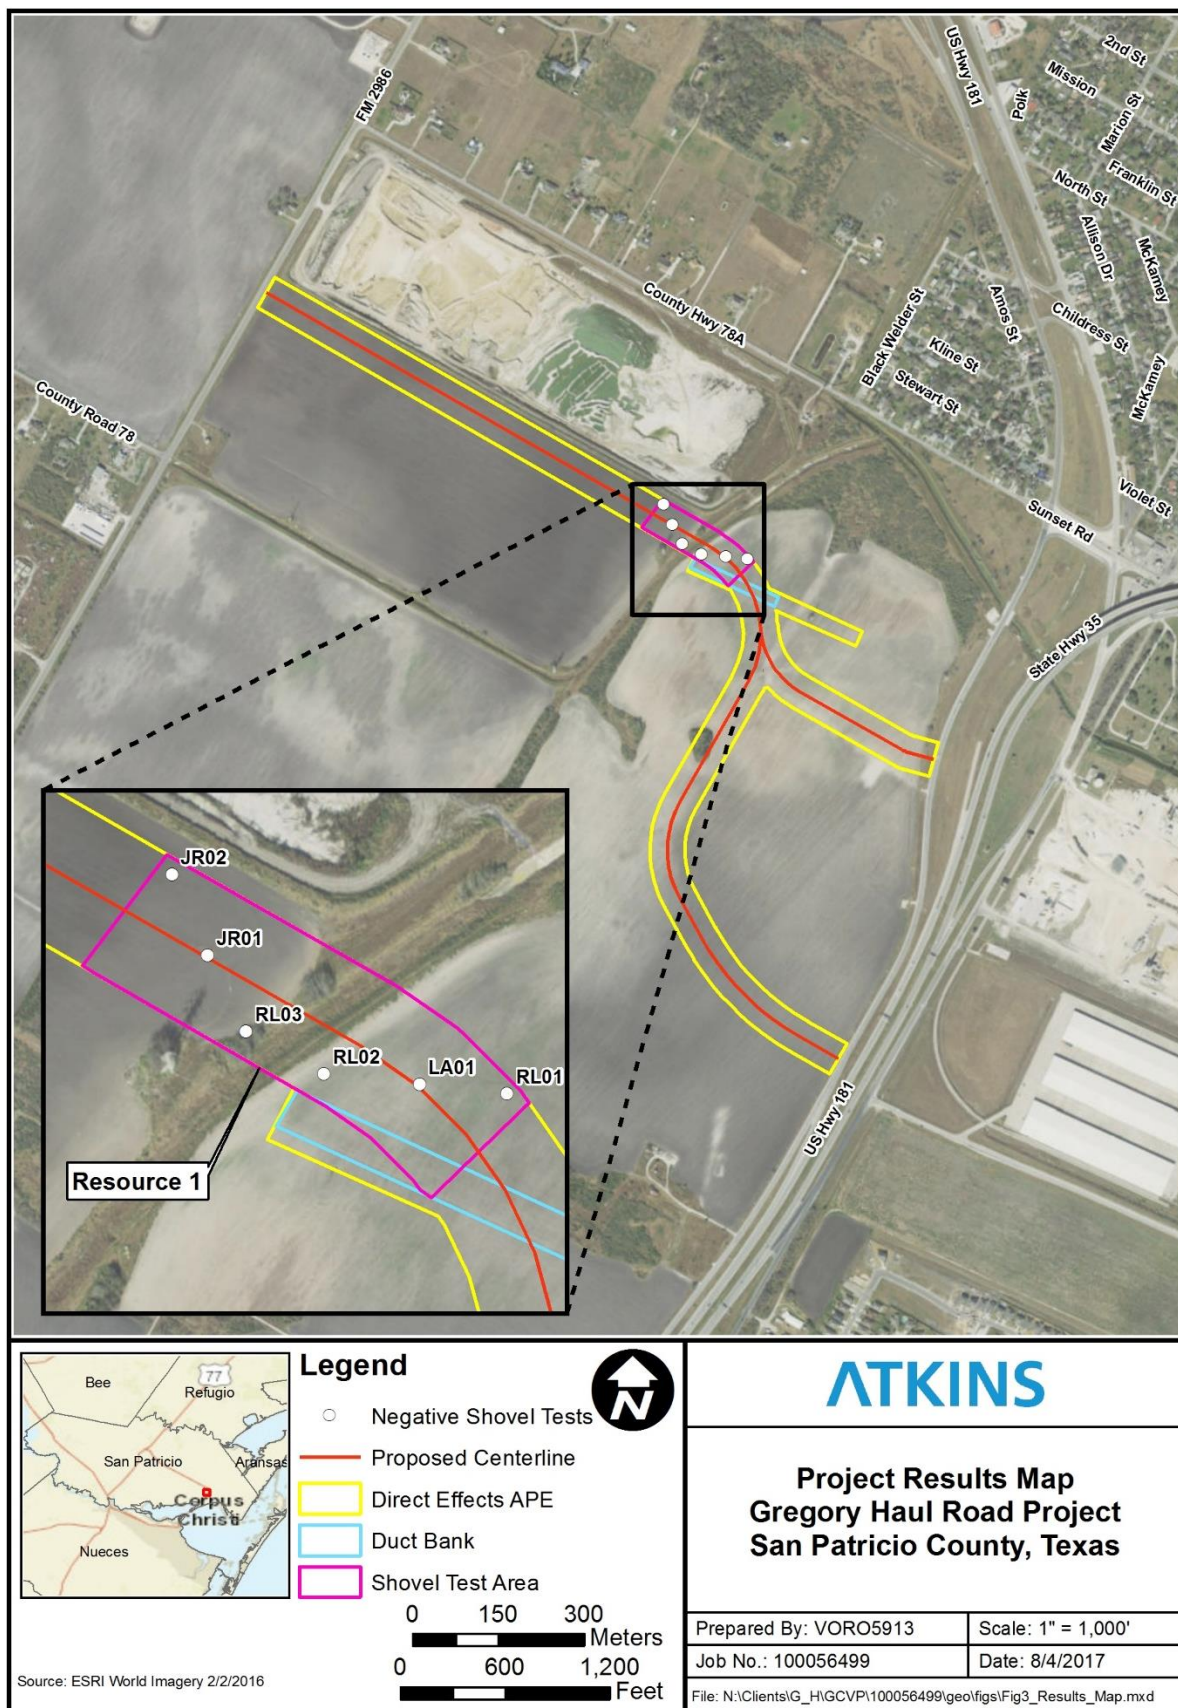 FM 2986
US Hwy 181
2nd St
Mission
Polk
Marion St
Franklin St
North St
Allison Dr
McKamey
County Hwy 78A
Black Welder St
Amos St
Childress St
Kline St
Stewart St
McKamey
County Road 78
Violet St
Sunset Rd
State Hwy 35
US Hwy 181
JR02
JR01
RL03
RL02
LA01
RL01
Resource 1
Bee
77
Refugio
San Patricio
Aransas
Corpus
Christi
Nueces
Legend
N
Negative Shovel Tests
Proposed Centerline
Direct Effects APE
Duct Bank
Shovel Test Area
0 150 300
Meters
0 600 1,200
Feet
Source: ESRI World Imagery 2/2/2016
ATKINS
Project Results Map
Gregory Haul Road Project
San Patricio County, Texas
Prepared By: VORO5913
Scale: 1" = 1,000'
Job No.: 100056499
Date: 8/4/2017
File: N:\Clients\G_H\GCVP\100056499\geo\figs\Fig3_Results_Map.mxd